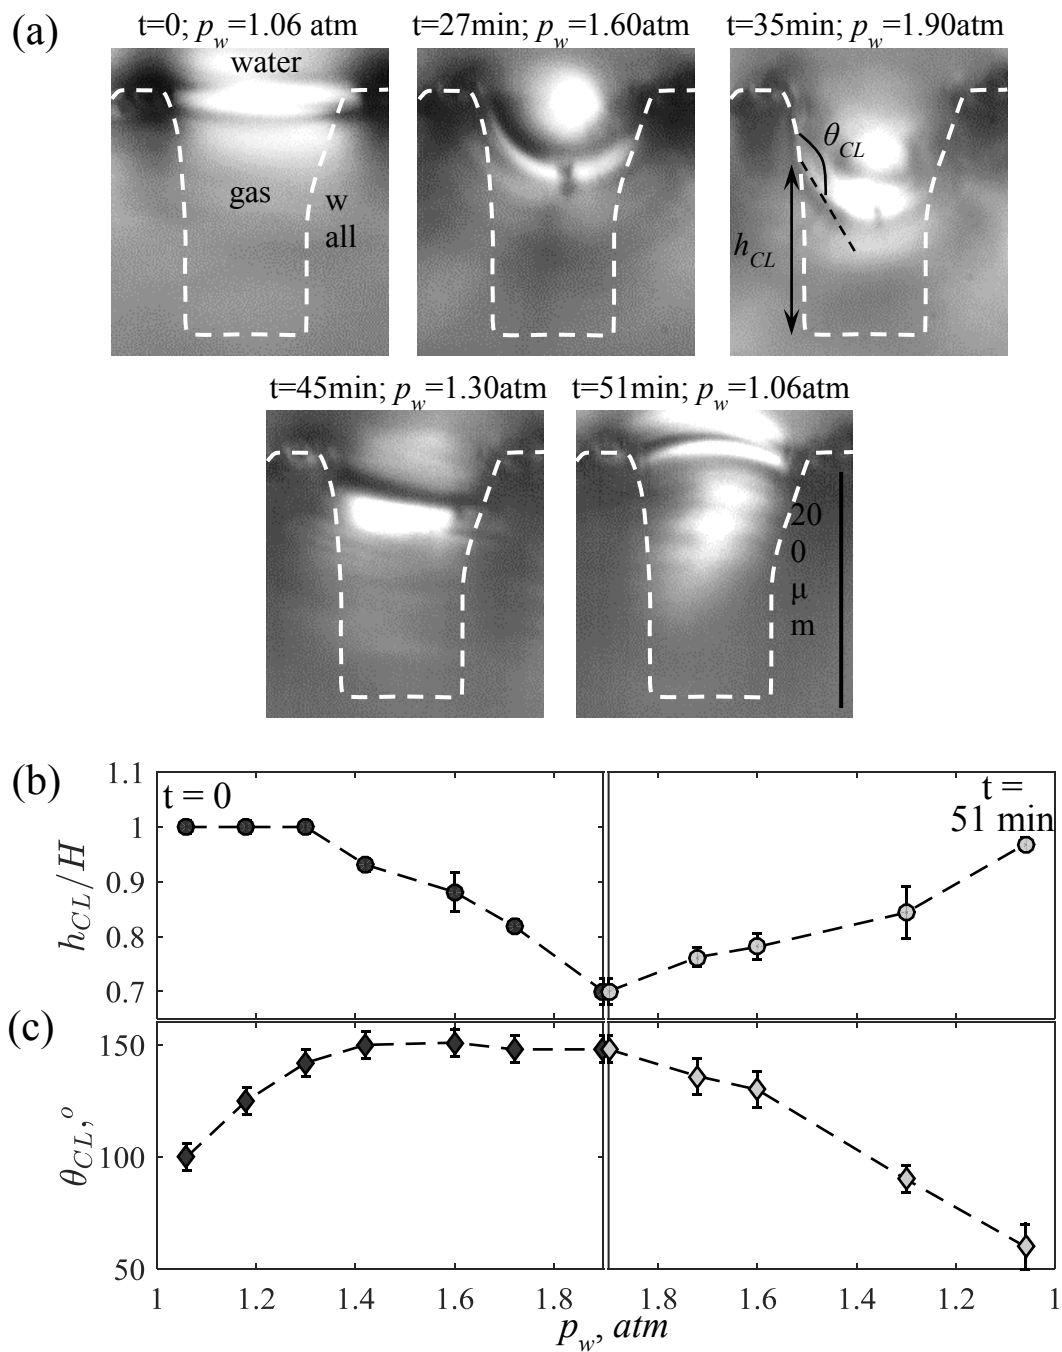 (a)
t=0; p_w=1.06 atm
t=27min; p_w=1.60atm
t=35min; p_w=1.90atm
water
gas
w
all
θ_CL
h_CL
t=45min; p_w=1.30atm
t=51min; p_w=1.06atm
20
0
μ
m
(b)
h_CL/H
1.1
1
0.9
0.8
0.7
t = 0
t =
51 min
(c)
θ_CL,°
150
100
50
1 1.2 1.4 1.6 1.8 1.8 1.6 1.4 1.2 1
p_w, atm